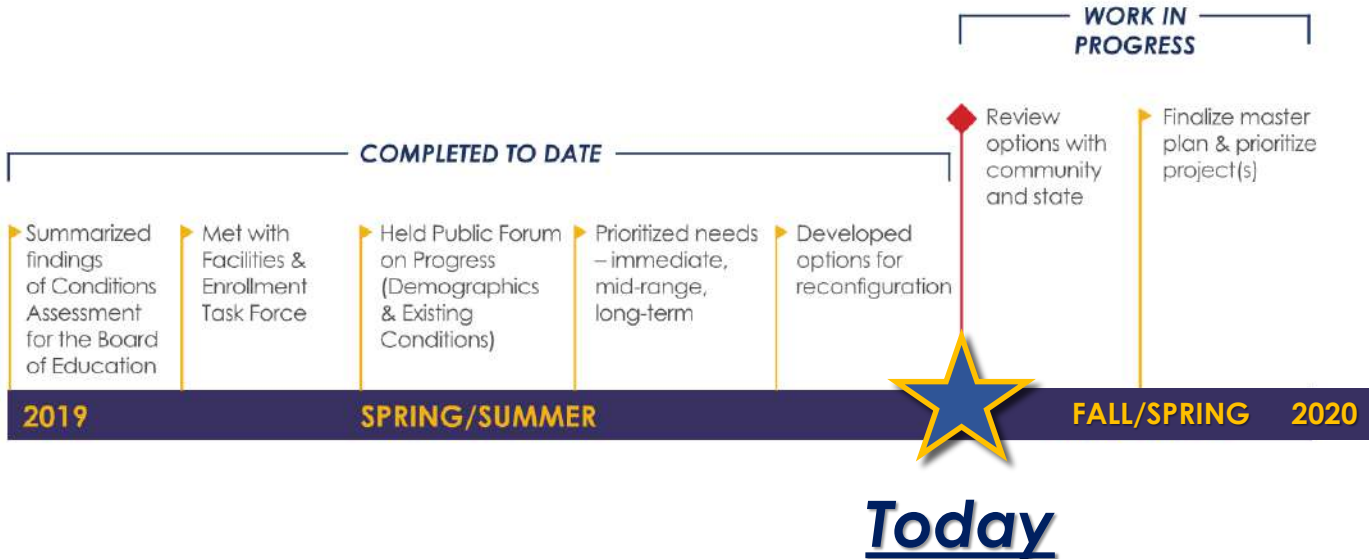 WORK IN
PROGRESS
Review
options with
community
and state
Finalize master
plan & prioritize
project(s)
COMPLETED TO DATE
Summarized
findings
of Conditions
Assessment
for the Board
of Education
Met with
Facilities &
Enrollment
Task Force
Held Public Forum
on Progress
(Demographics
& Existing
Conditions)
Prioritized needs
– immediate,
mid-range,
long-term
Developed
options for
reconfiguration
2019 SPRING/SUMMER FALL/SPRING 2020
Today